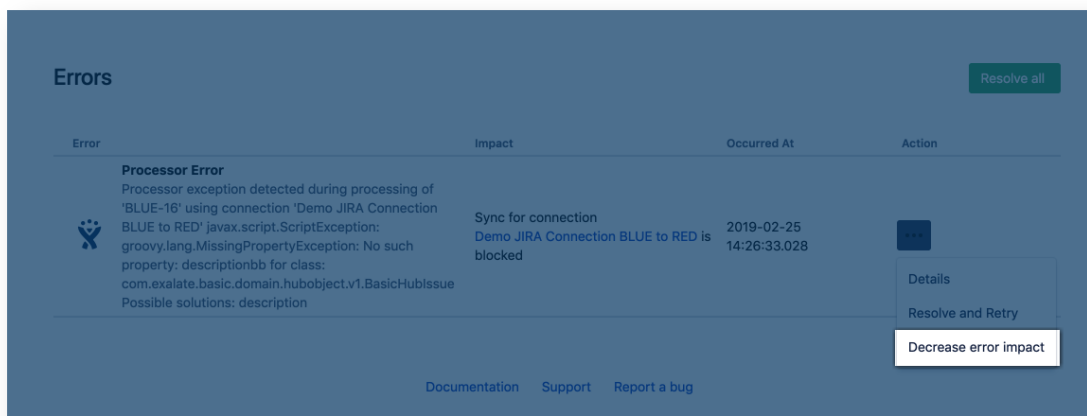 Errors
Resolve all
Error
Impact
Occurred At
Action
Processor Error
Processor exception detected during processing of
'BLUE-16' using connection 'Demo JIRA Connection
BLUE to RED' javax.script.ScriptException:
groovy.lang.MissingPropertyException: No such
property: descriptionbb for class:
com.exalate.basic.domain.hubobject.v1.BasicHubIssue
Possible solutions: description
Sync for connection
Demo JIRA Connection BLUE to RED is
blocked
2019-02-25
14:26:33.028
Details
Resolve and Retry
Decrease error impact
Documentation Support Report a bug